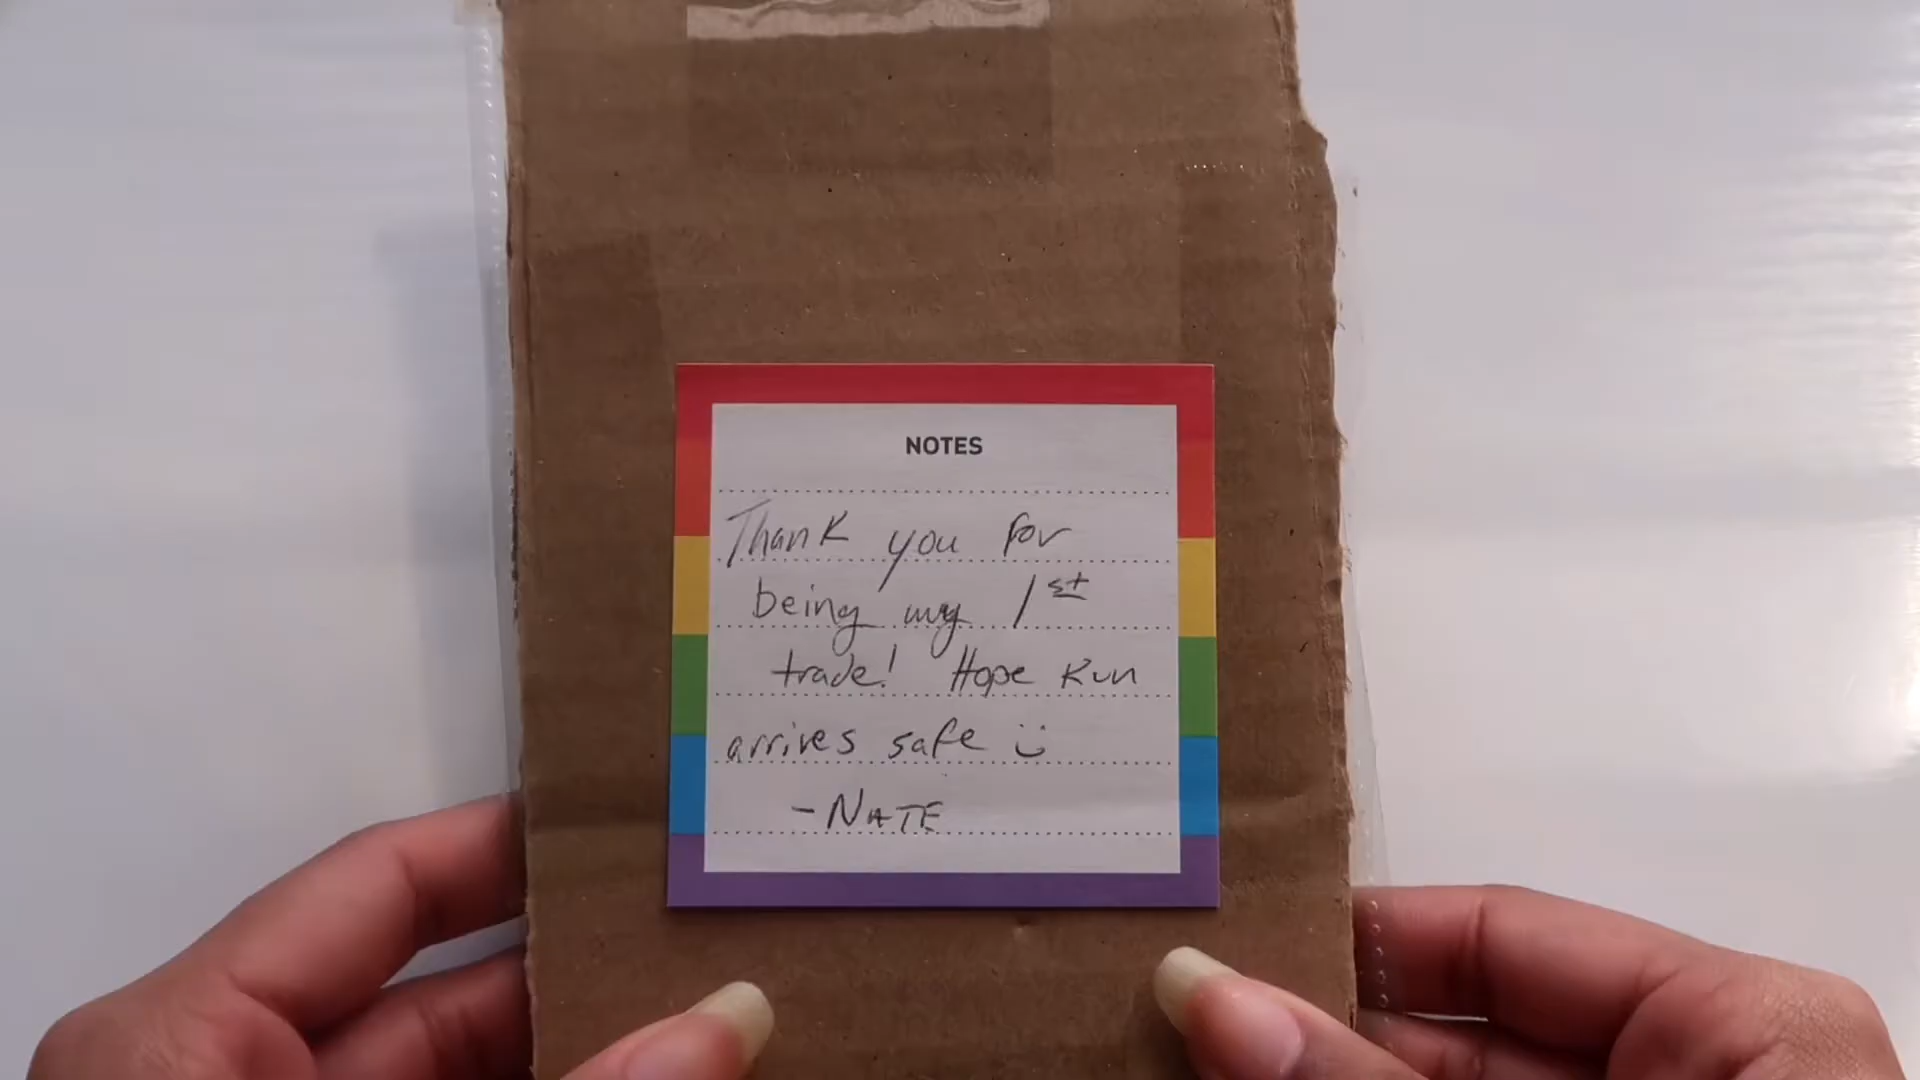 NOTES
Thank you for
being my 1st
trade! Hope Kun
arrives safe :)
- NATE